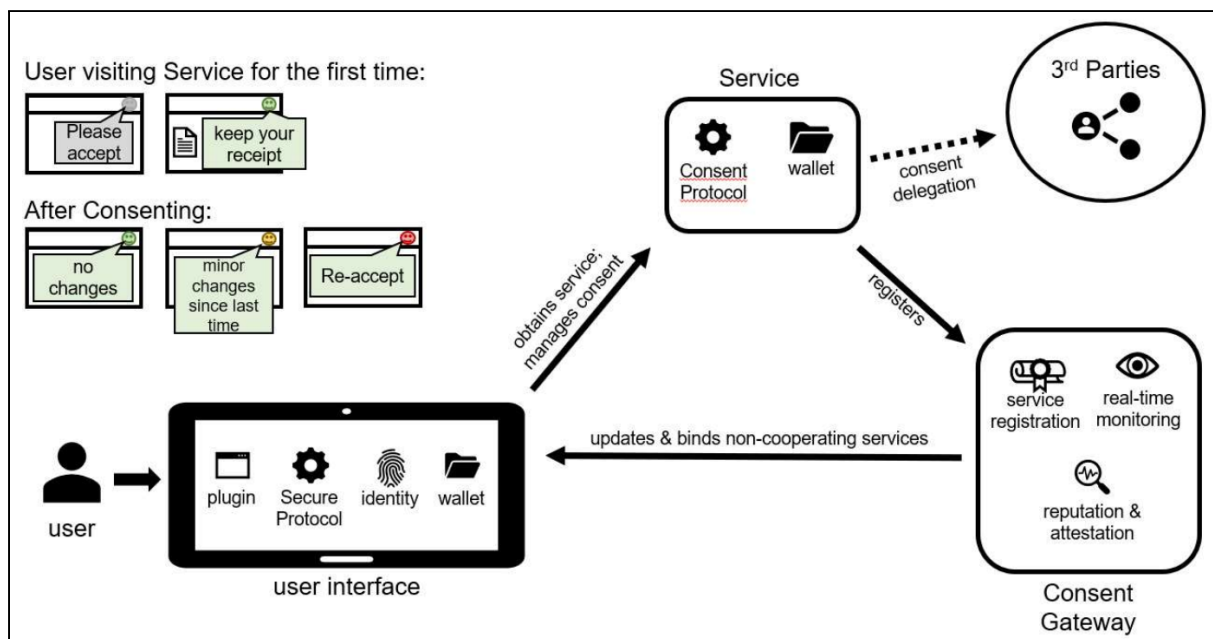 User visiting Service for the first time:
Please
accept
keep your
receipt
After Consenting:
no
changes
minor
changes
since last
time
Re-accept
Service
Consent
Protocol
wallet
3rd Parties
consent
delegation
obtains service;
manages consent
registers
service
registration
real-time
monitoring
reputation &
attestation
Consent
Gateway
updates & binds non-cooperating services
user
plugin
Secure
Protocol
identity
wallet
user interface